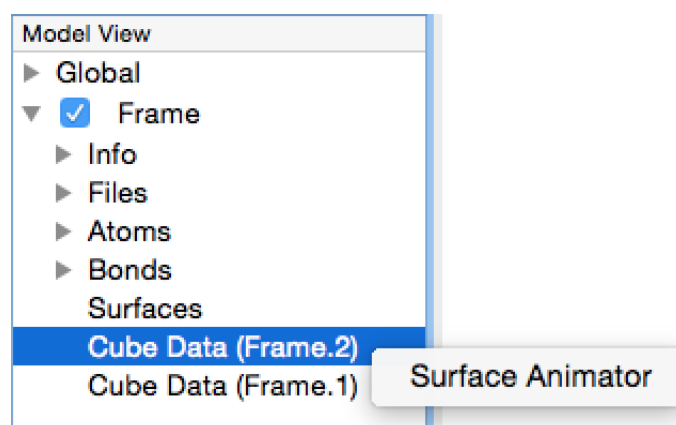 Model View
Global
Frame
Info
Files
Atoms
Bonds
Surfaces
Cube Data (Frame.2)
Surface Animator
Cube Data (Frame.1)